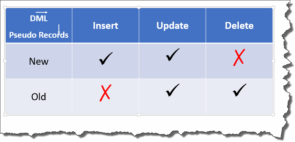 DML Insert Update Delete
Pseudo Records
New ✓ ✓ ✗
Old ✗ ✓ ✓